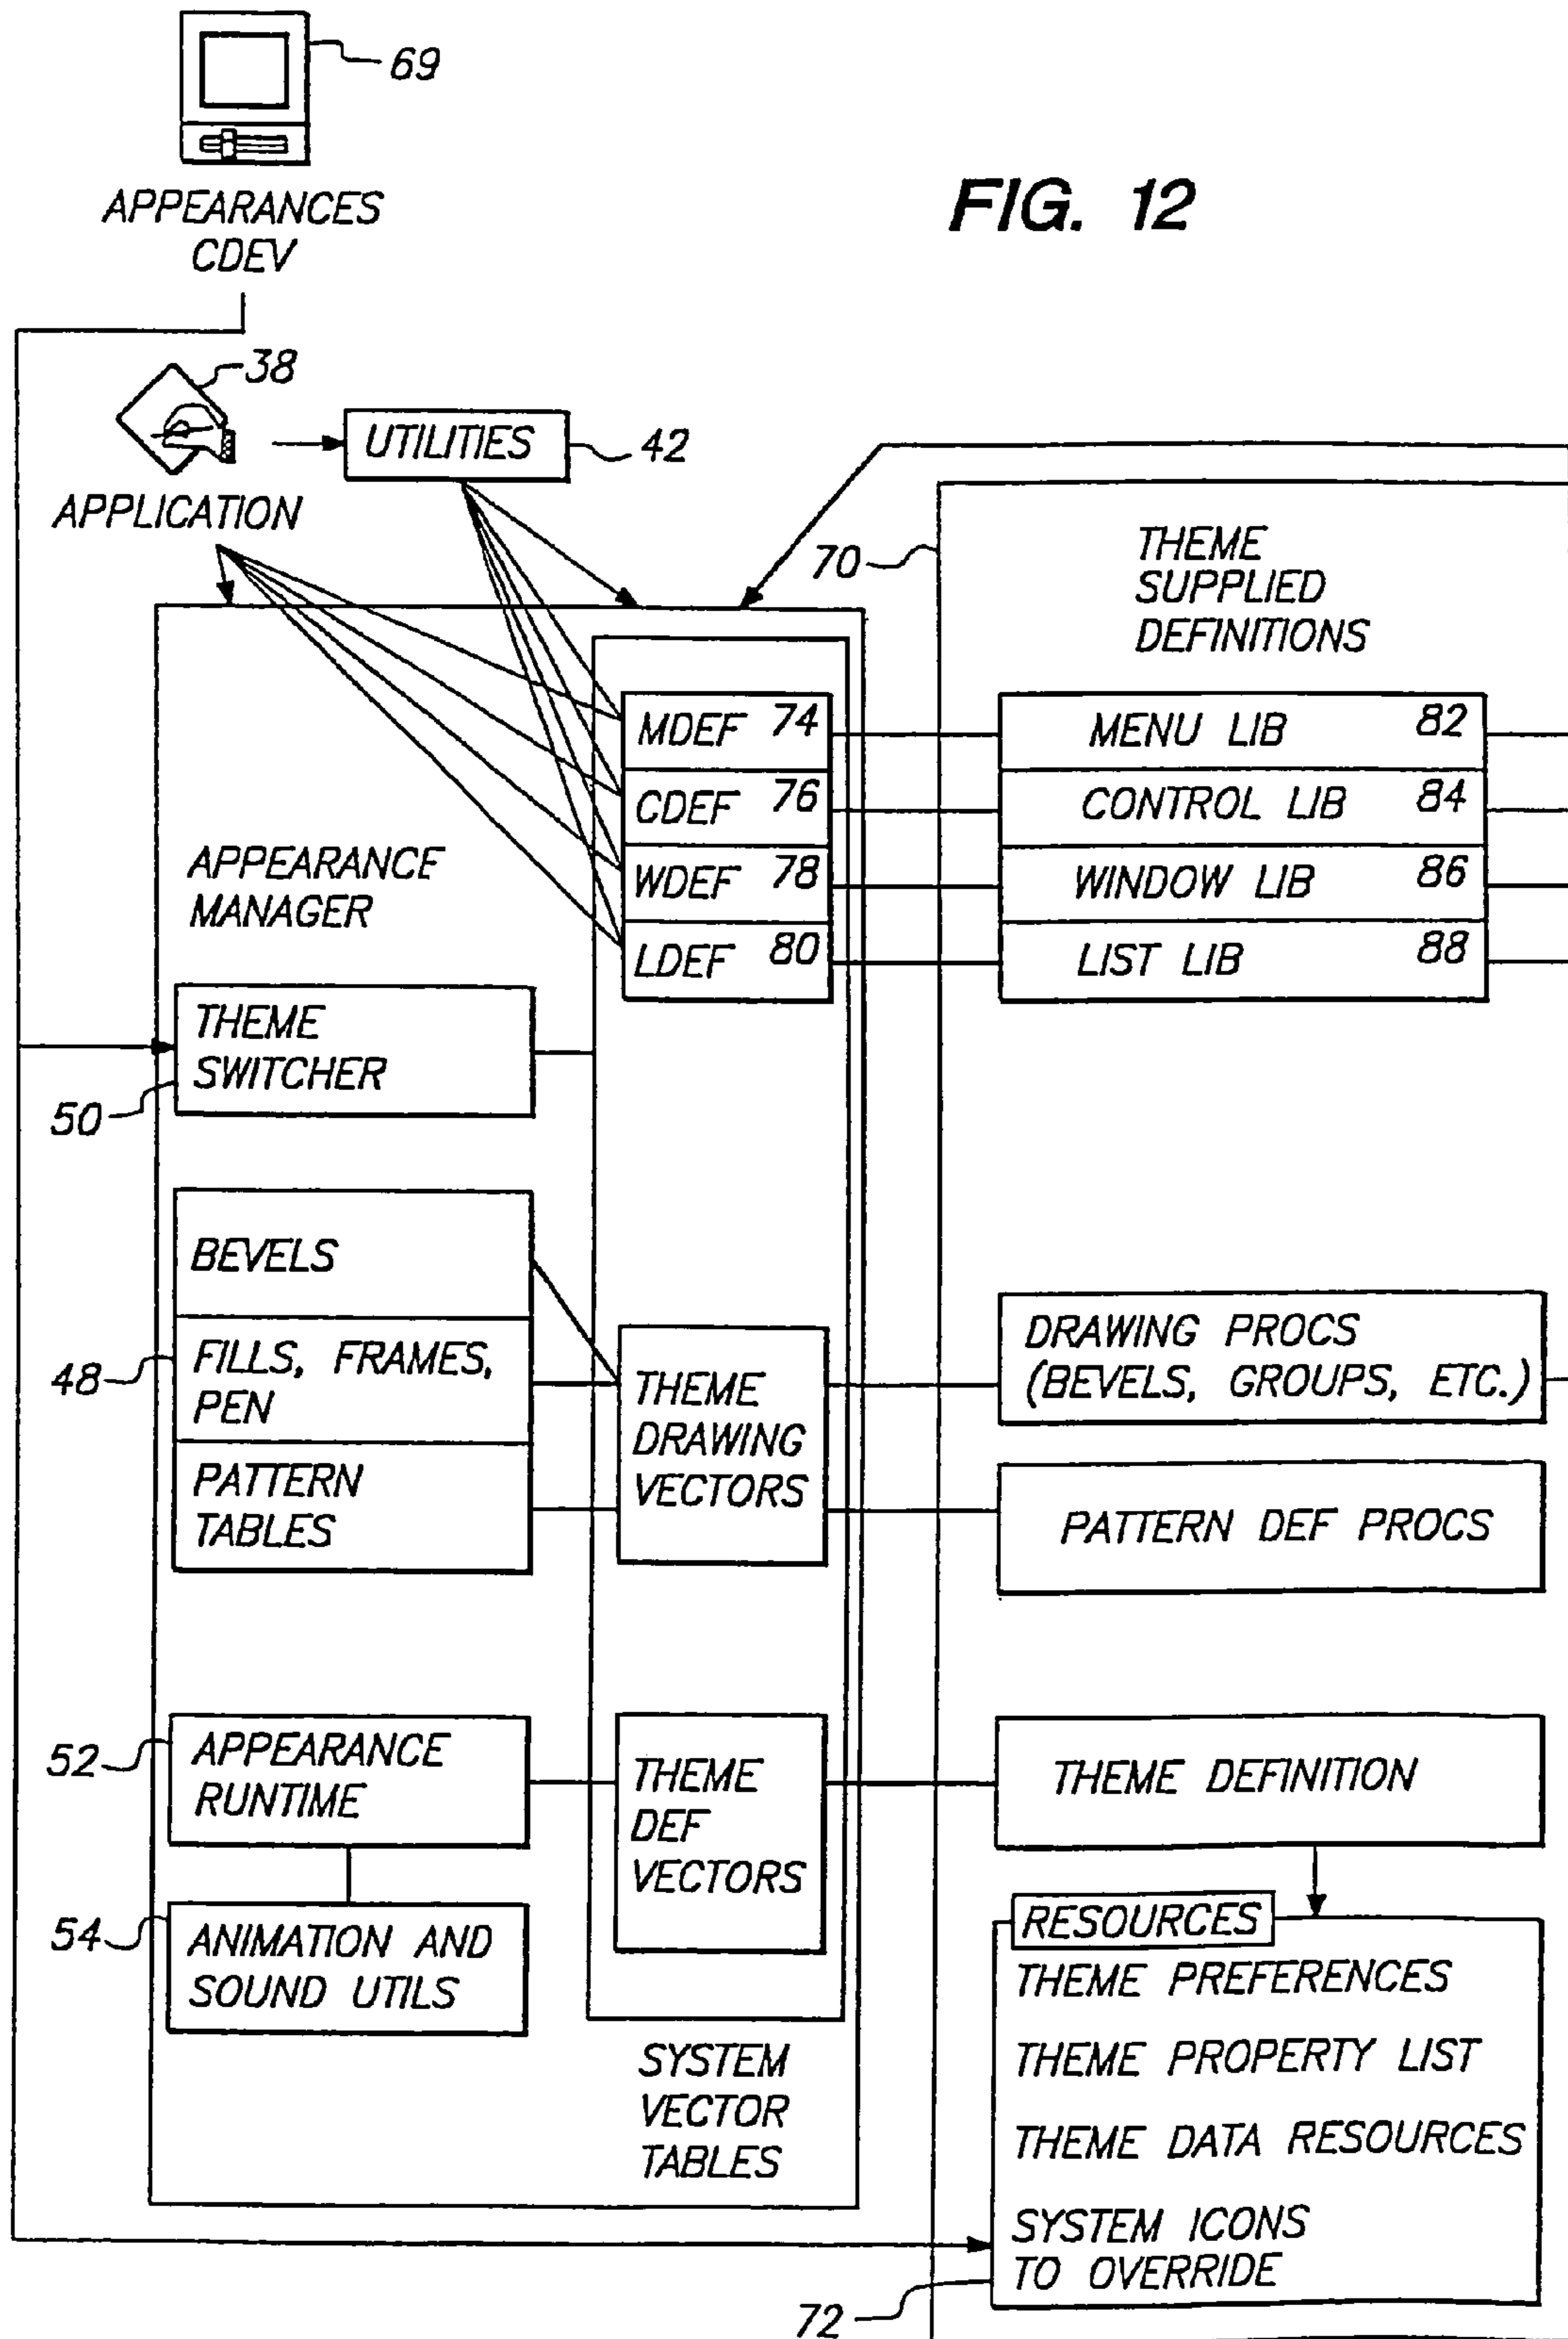 69
APPEARANCES
CDEV
FIG. 12
38
UTILITIES
42
APPLICATION
70
THEME
SUPPLIED
DEFINITIONS
MDEF 74
MENU LIB 82
CDEF 76
CONTROL LIB 84
WDEF 78
WINDOW LIB 86
LDEF 80
LIST LIB 88
APPEARANCE
MANAGER
THEME
SWITCHER
50
BEVELS
FILLS, FRAMES,
PEN
48
PATTERN
TABLES
THEME
DRAWING
VECTORS
DRAWING PROCS
(BEVELS, GROUPS, ETC.)
PATTERN DEF PROCS
52
APPEARANCE
RUNTIME
THEME
DEF
VECTORS
THEME DEFINITION
54
ANIMATION AND
SOUND UTILS
RESOURCES
THEME PREFERENCES
THEME PROPERTY LIST
THEME DATA RESOURCES
SYSTEM ICONS
TO OVERRIDE
72
SYSTEM
VECTOR
TABLES